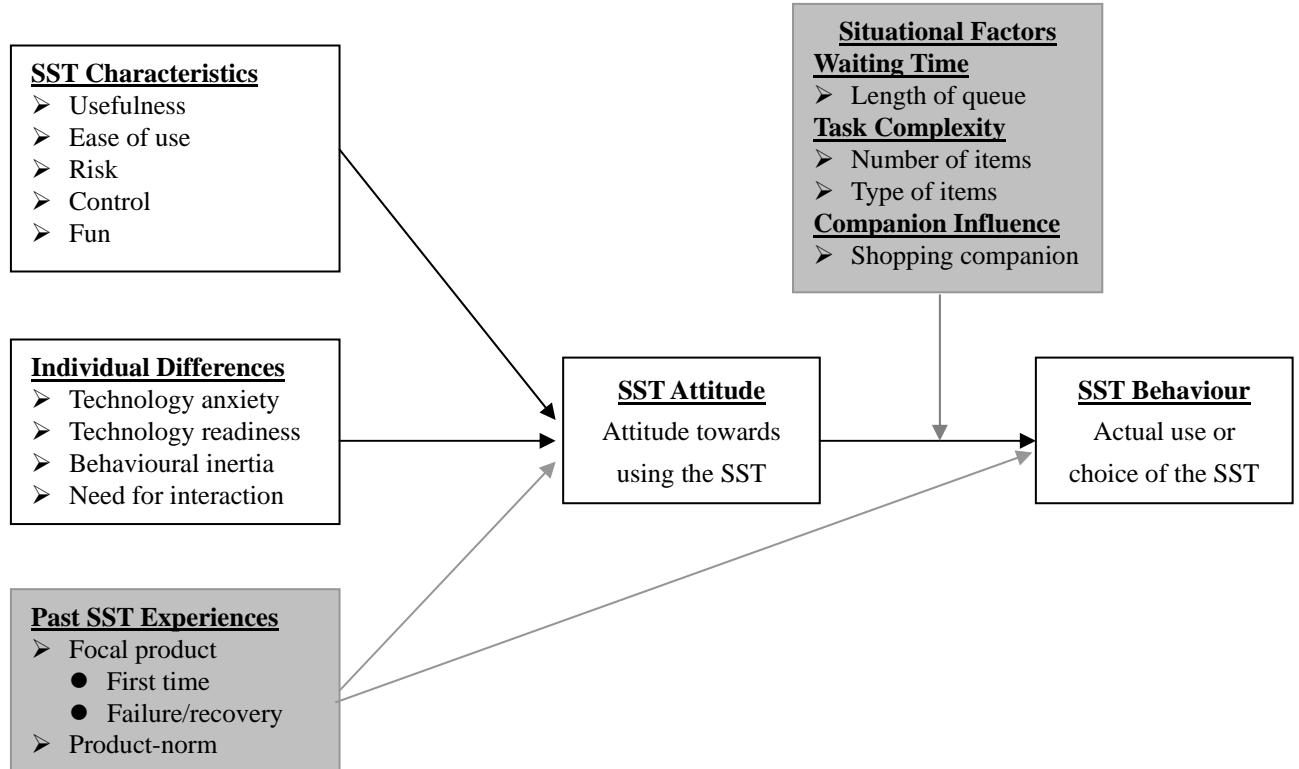 SST Characteristics
➢ Usefulness
➢ Ease of use
➢ Risk
➢ Control
➢ Fun
Situational Factors
Waiting Time
➢ Length of queue
Task Complexity
➢ Number of items
➢ Type of items
Companion Influence
➢ Shopping companion
Individual Differences
➢ Technology anxiety
➢ Technology readiness
➢ Behavioural inertia
➢ Need for interaction
SST Attitude
Attitude towards
using the SST
SST Behaviour
Actual use or
choice of the SST
Past SST Experiences
➢ Focal product
● First time
● Failure/recovery
➢ Product-norm